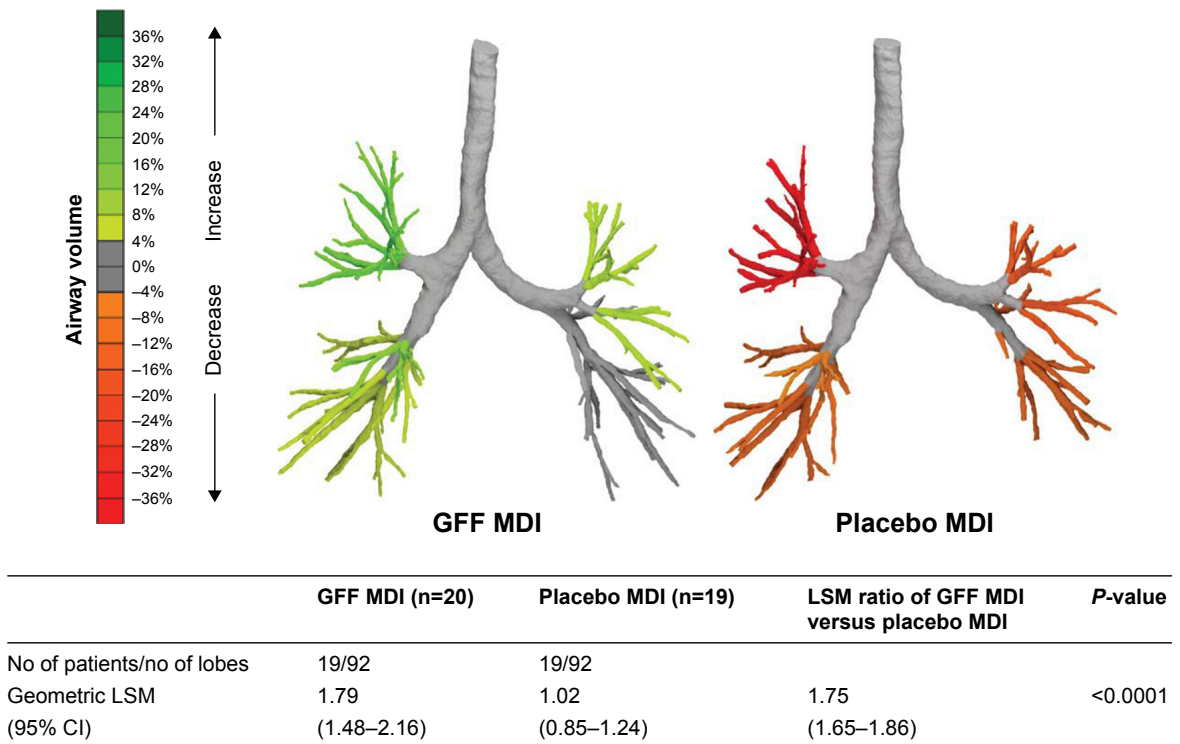 36%
32%
28%
24%
20%
16%
12%
8%
4%
0%
–4%
–8%
–12%
–16%
–20%
–24%
–28%
–32%
–36%
Airway volume
Increase
Decrease
GFF MDI
Placebo MDI
GFF MDI (n=20) Placebo MDI (n=19) LSM ratio of GFF MDI P-value
versus placebo MDI
No of patients/no of lobes 19/92 19/92
Geometric LSM 1.79 1.02 1.75 <0.0001
(95% CI) (1.48–2.16) (0.85–1.24) (1.65–1.86)